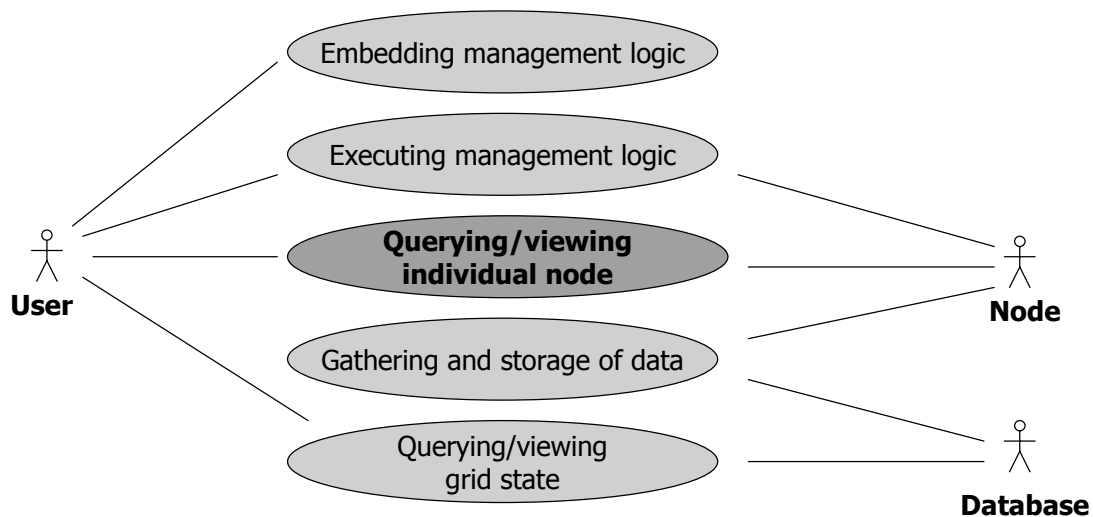 Embedding management logic
Executing management logic
Querying/viewing
individual node
User
Node
Gathering and storage of data
Querying/viewing
grid state
Database